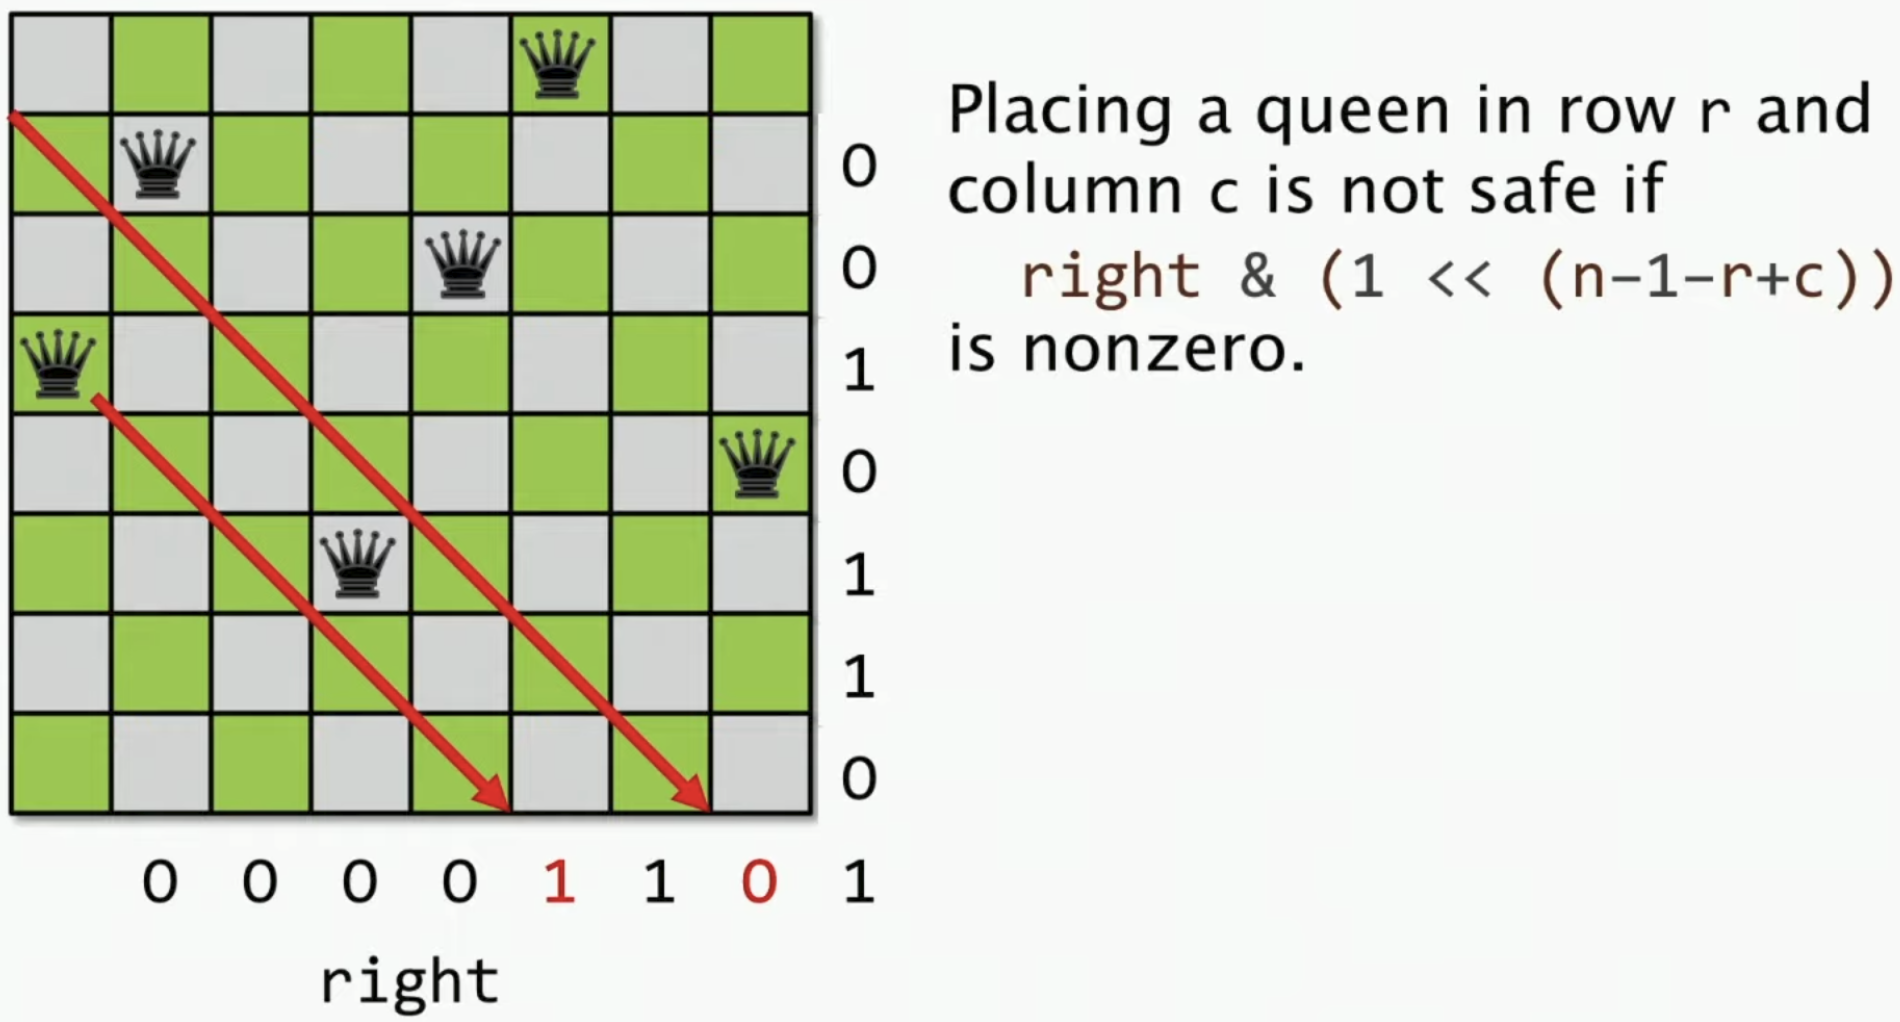 Placing a queen in row r and
column c is not safe if
right & (1 << (n-1-r+c))
is nonzero.
0
0
1
0
1
1
0
0 0 0 0 1 1 0 1
right